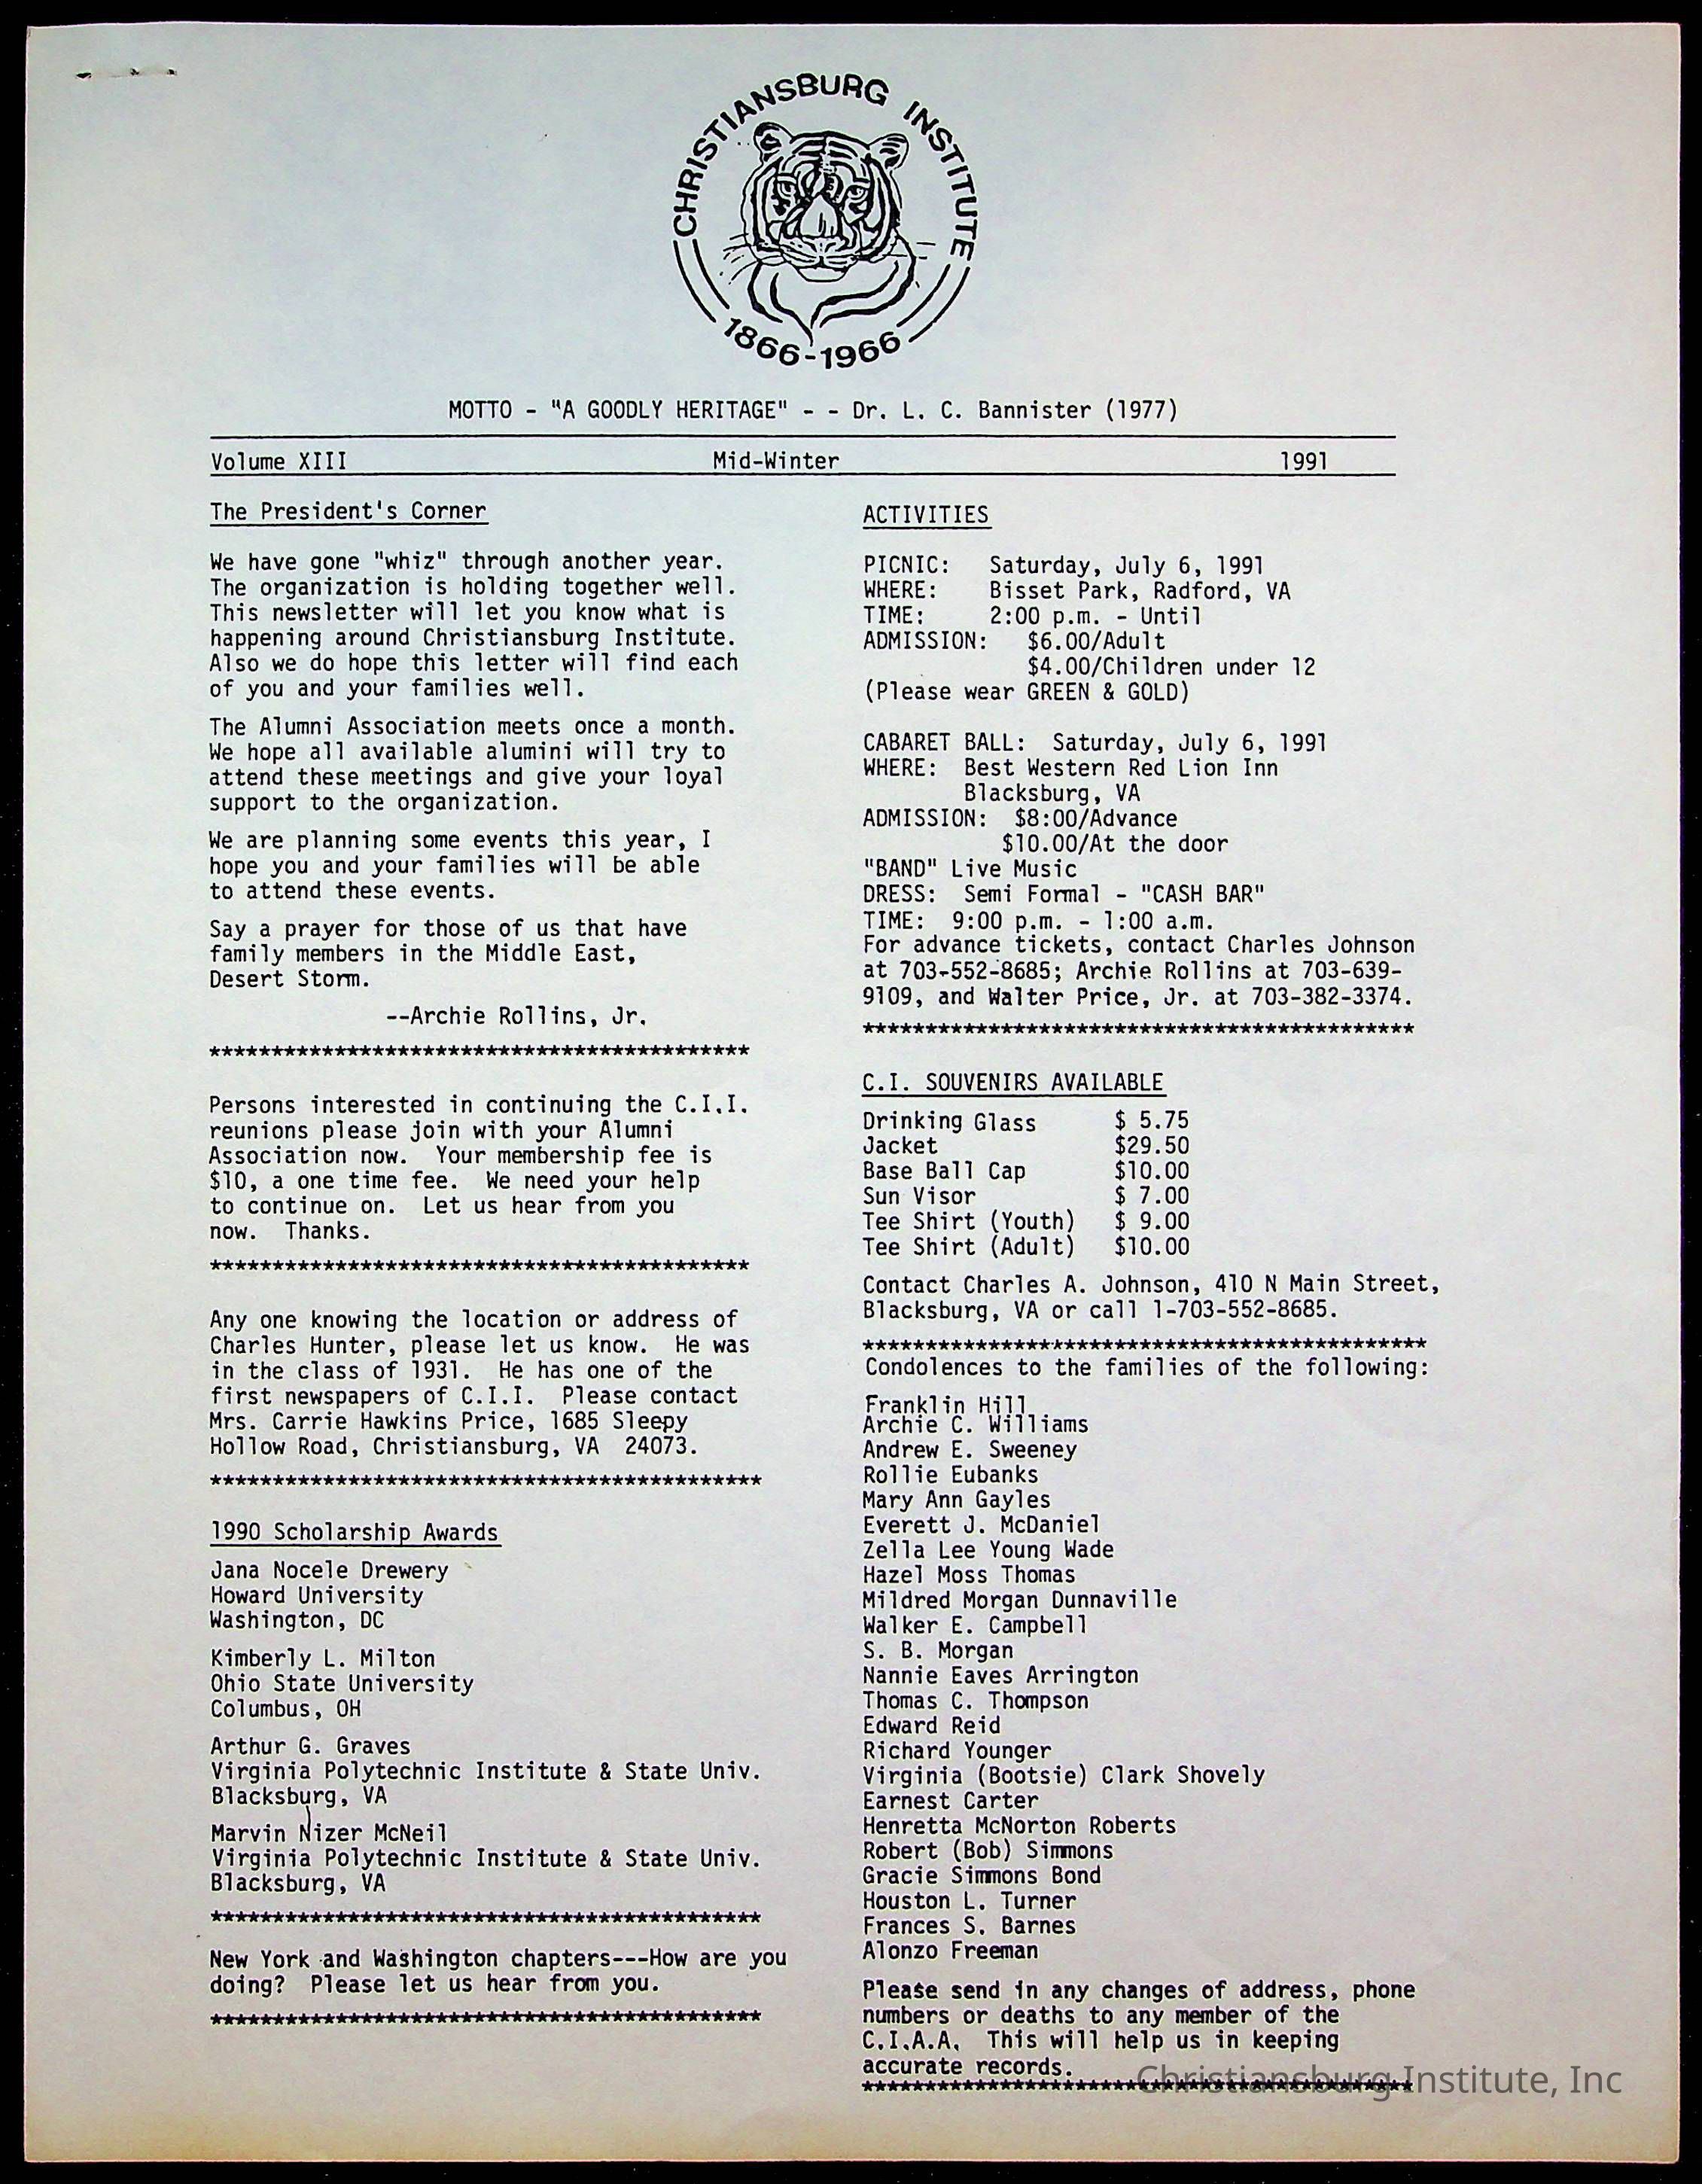 CHRISTIANSBURG INSTITUTE
1866-1966
MOTTO - "A GOODLY HERITAGE" - - Dr. L. C. Bannister (1977)
Volume XIII Mid-Winter 1991
The President's Corner
We have gone "whiz" through another year.
The organization is holding together well.
This newsletter will let you know what is
happening around Christiansburg Institute.
Also we do hope this letter will find each
of you and your families well.
The Alumni Association meets once a month.
We hope all available alumini will try to
attend these meetings and give your loyal
support to the organization.
We are planning some events this year, I
hope you and your families will be able
to attend these events.
Say a prayer for those of us that have
family members in the Middle East,
Desert Storm.
--Archie Rollins, Jr.
*******************************************
Persons interested in continuing the C.I.I.
reunions please join with your Alumni
Association now. Your membership fee is
$10, a one time fee. We need your help
to continue on. Let us hear from you
now. Thanks.
*******************************************
Any one knowing the location or address of
Charles Hunter, please let us know. He was
in the class of 1931. He has one of the
first newspapers of C.I.I. Please contact
Mrs. Carrie Hawkins Price, 1685 Sleepy
Hollow Road, Christiansburg, VA 24073.
********************************************
1990 Scholarship Awards
Jana Nocele Drewery
Howard University
Washington, DC
Kimberly L. Milton
Ohio State University
Columbus, OH
Arthur G. Graves
Virginia Polytechnic Institute & State Univ.
Blacksburg, VA
Marvin Nizer McNeil
Virginia Polytechnic Institute & State Univ.
Blacksburg, VA
********************************************
New York and Washington chapters---How are you
doing? Please let us hear from you.
********************************************
ACTIVITIES
PICNIC: Saturday, July 6, 1991
WHERE: Bisset Park, Radford, VA
TIME: 2:00 p.m. - Until
ADMISSION: $6.00/Adult
$4.00/Children under 12
(Please wear GREEN & GOLD)
CABARET BALL: Saturday, July 6, 1991
WHERE: Best Western Red Lion Inn
Blacksburg, VA
ADMISSION: $8:00/Advance
$10.00/At the door
"BAND" Live Music
DRESS: Semi Formal - "CASH BAR"
TIME: 9:00 p.m. - 1:00 a.m.
For advance tickets, contact Charles Johnson
at 703-552-8685; Archie Rollins at 703-639-
9109, and Walter Price, Jr. at 703-382-3374.
********************************************
C.I. SOUVENIRS AVAILABLE
Drinking Glass $ 5.75
Jacket $29.50
Base Ball Cap $10.00
Sun Visor $ 7.00
Tee Shirt (Youth) $ 9.00
Tee Shirt (Adult) $10.00
Contact Charles A. Johnson, 410 N Main Street,
Blacksburg, VA or call 1-703-552-8685.
*********************************************
Condolences to the families of the following:
Franklin Hill
Archie C. Williams
Andrew E. Sweeney
Rollie Eubanks
Mary Ann Gayles
Everett J. McDaniel
Zella Lee Young Wade
Hazel Moss Thomas
Mildred Morgan Dunnaville
Walker E. Campbell
S. B. Morgan
Nannie Eaves Arrington
Thomas C. Thompson
Edward Reid
Richard Younger
Virginia (Bootsie) Clark Shovely
Earnest Carter
Henretta McNorton Roberts
Robert (Bob) Simmons
Gracie Simmons Bond
Houston L. Turner
Frances S. Barnes
Alonzo Freeman
Please send in any changes of address, phone
numbers or deaths to any member of the
C.I.A.A. This will help us in keeping
accurate records.
********************************************
Christiansburg Institute, Inc